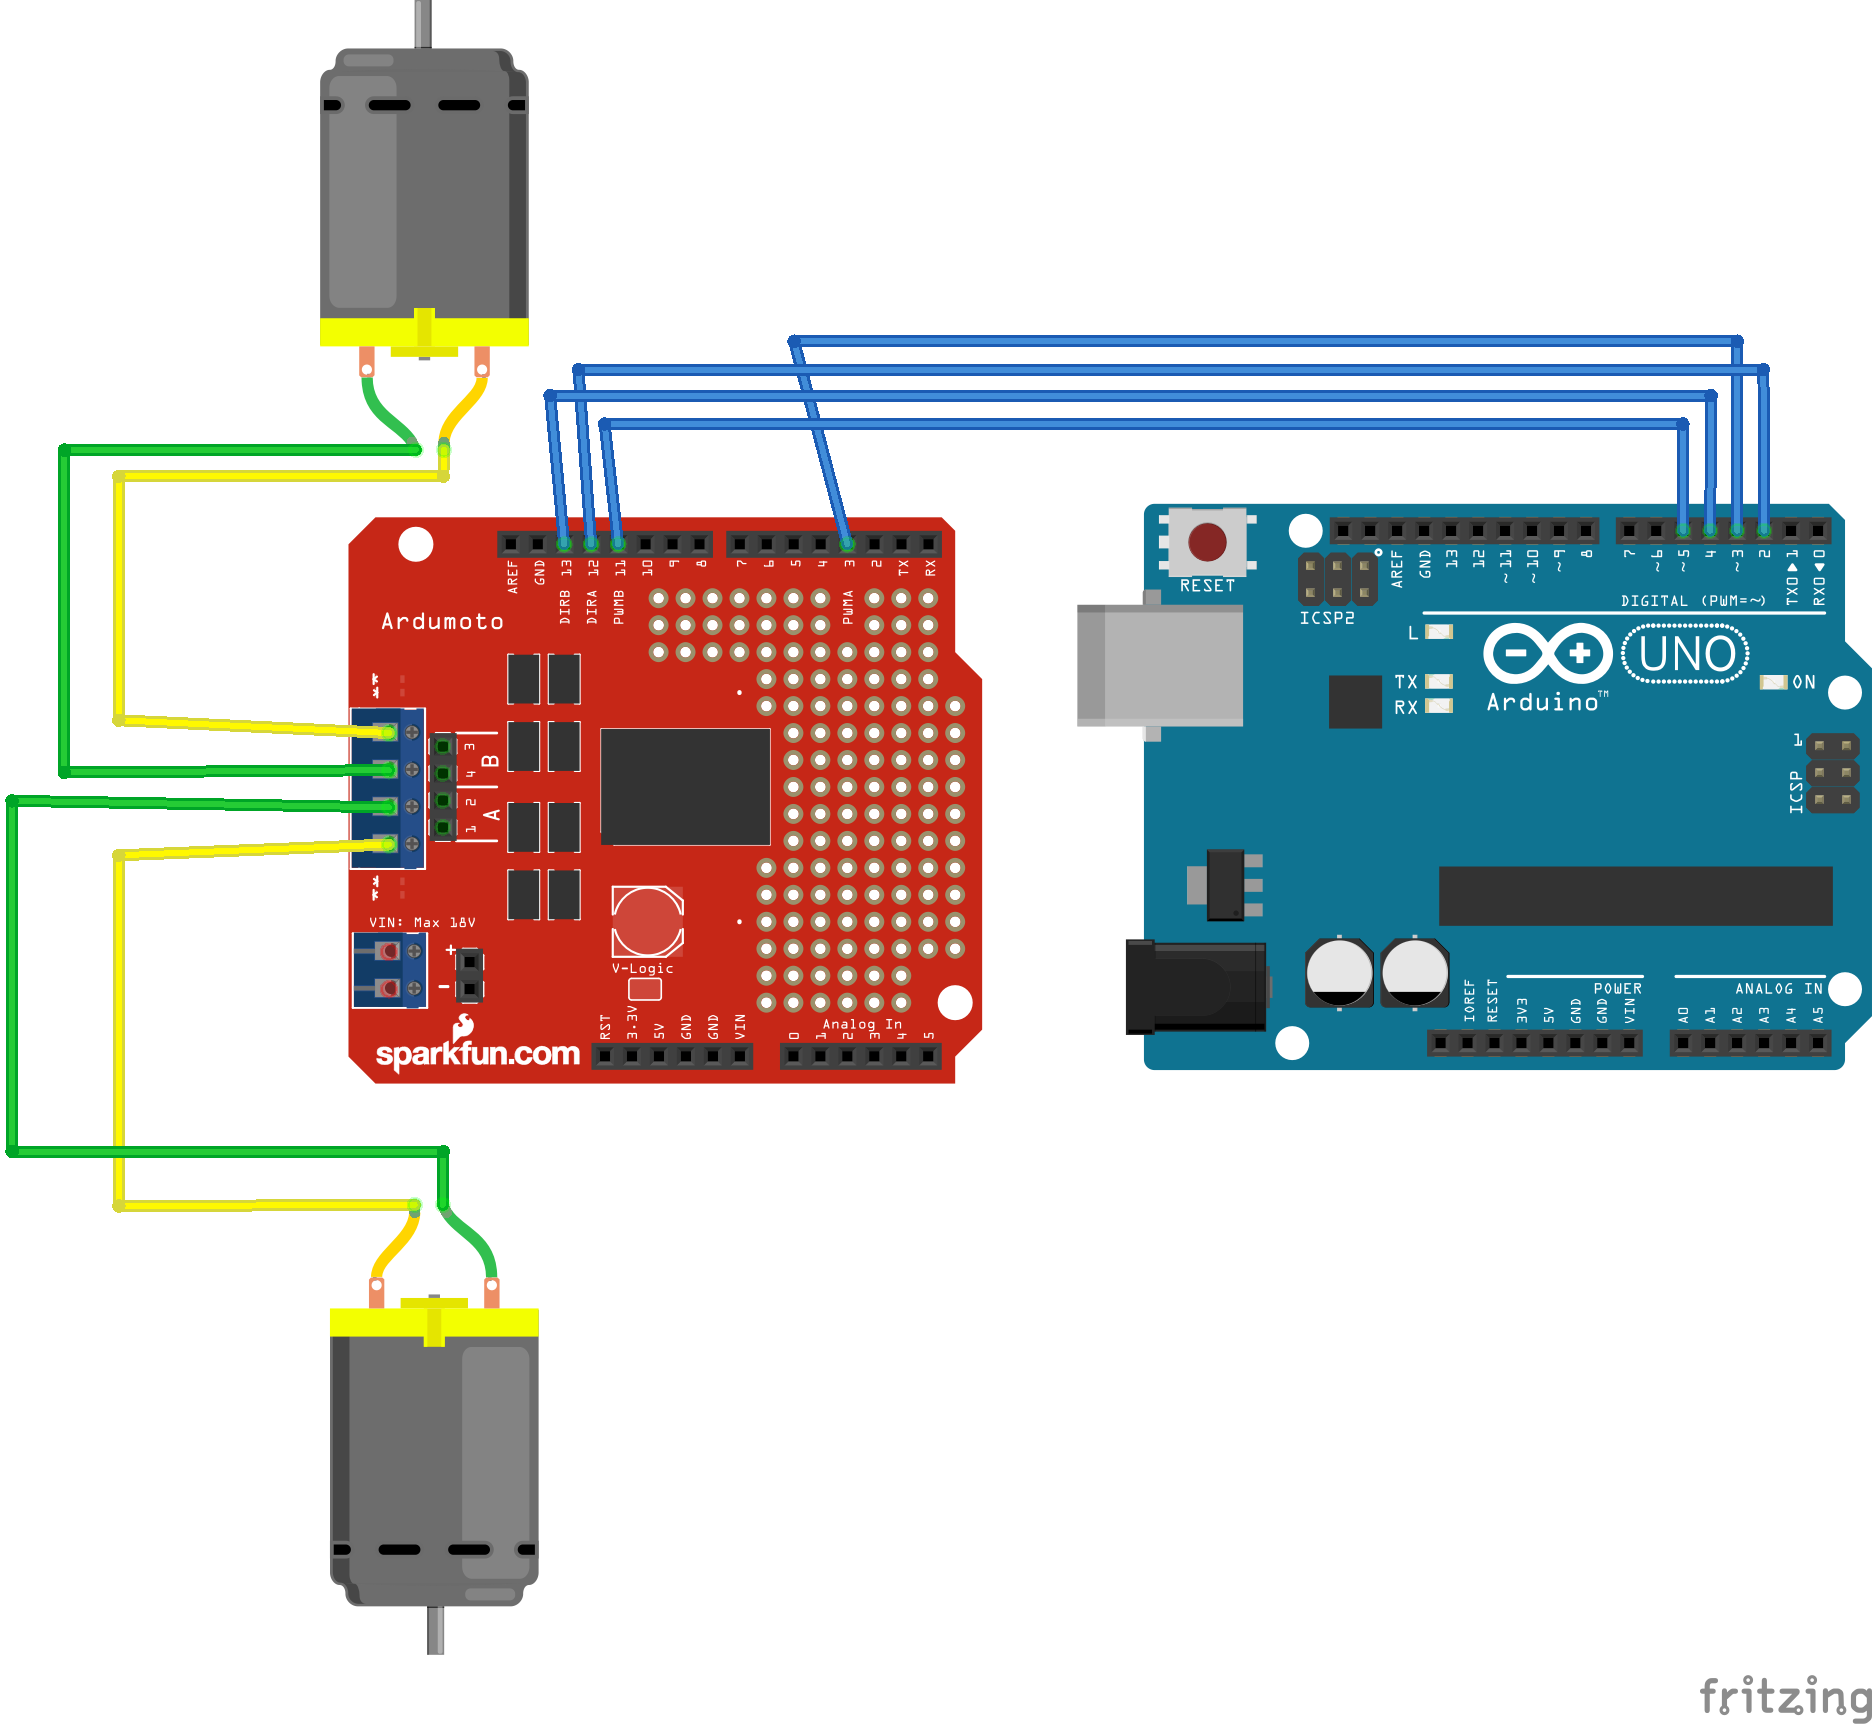 AREF
GND
13
12
11
10
9
8
7
6
5
4
3
2
TX
RX
DIRB
DIRA
PWMB
PWMA
Ardumoto
3
4
B
2
1
A
VIN: Max 18V
+
-
V-Logic
sparkfun.com
RST
3.3V
5V
GND
GND
VIN
Analog In
0
1
2
3
4
5
RESET
ICSP2
AREF
GND
13
12
~11
~10
~9
8
7
~6
~5
4
~3
2
TX0▶1
RX0◀0
DIGITAL (PWM=~)
L
TX
RX
Arduino™
UNO
ON
1
ICSP
IOREF
RESET
3V3
5V
GND
GND
VIN
POWER
ANALOG IN
A0
A1
A2
A3
A4
A5
fritzing